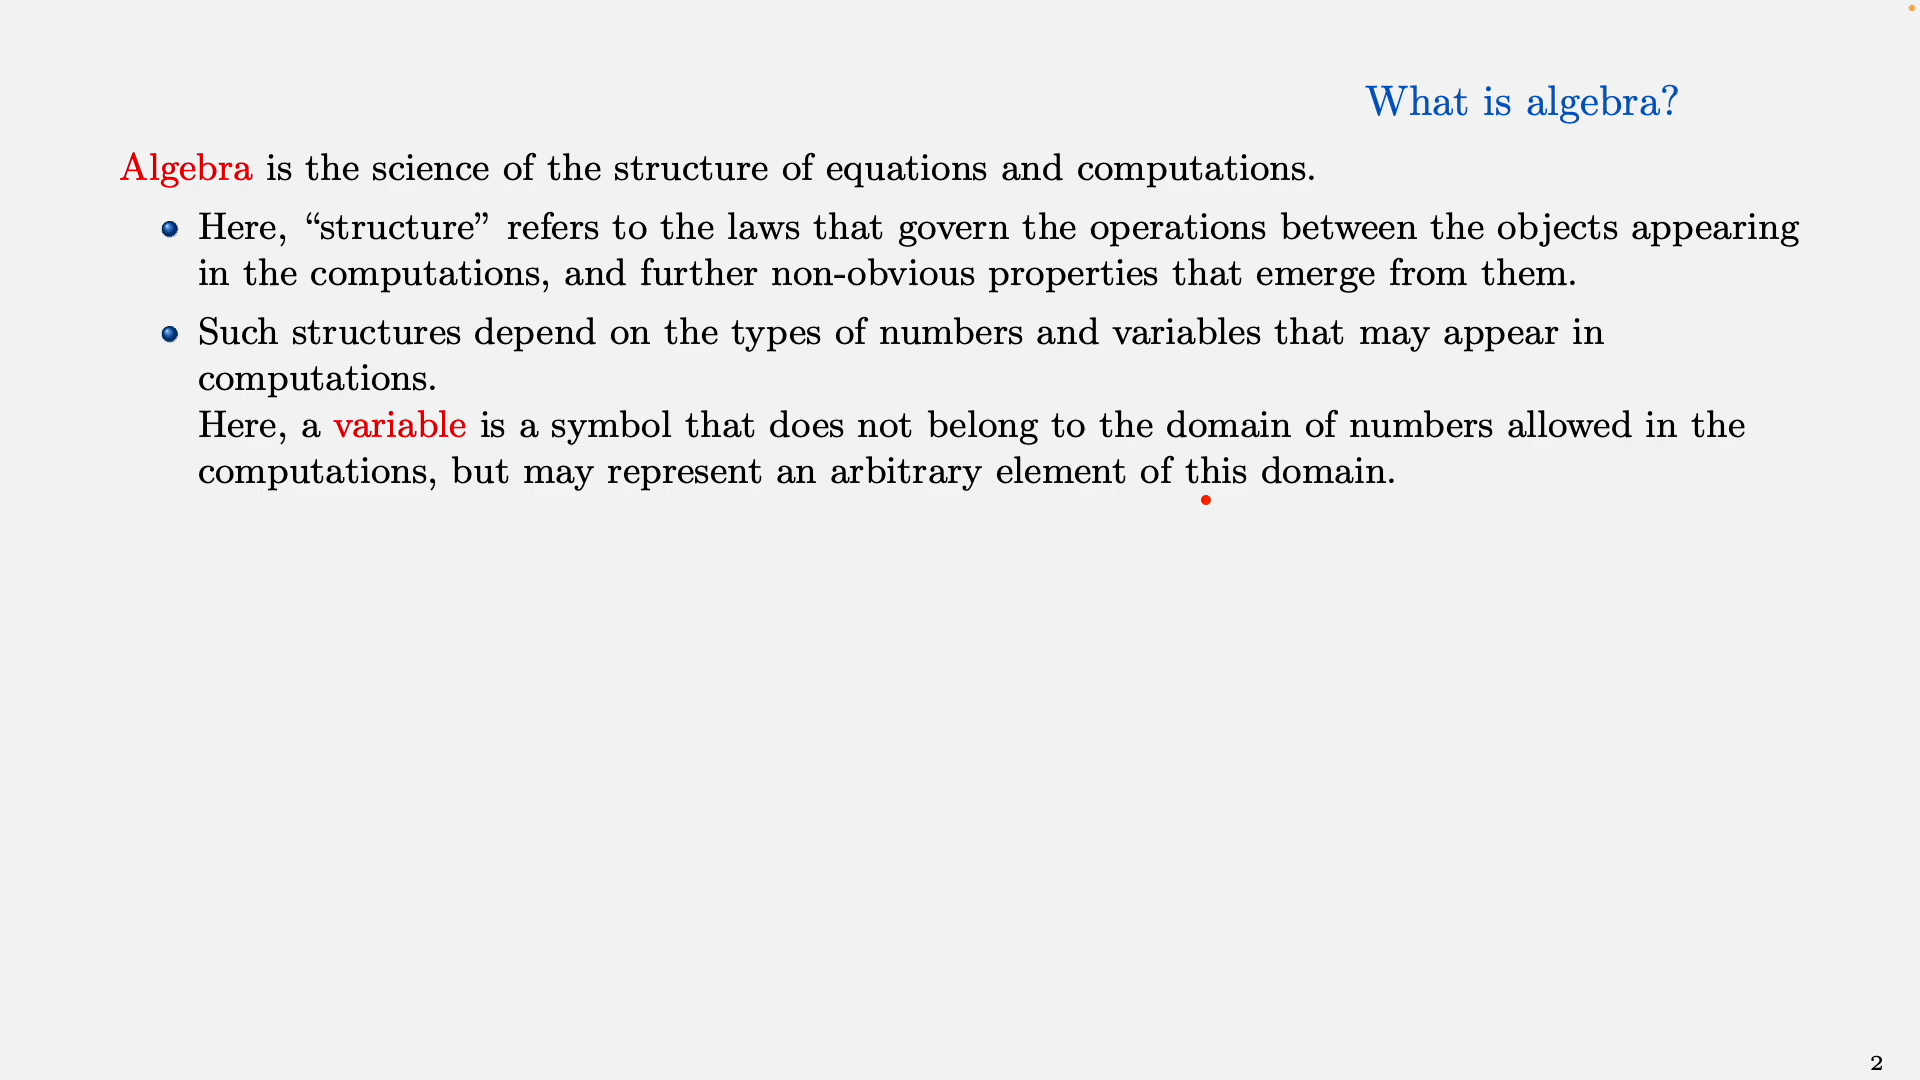 What is algebra?
Algebra is the science of the structure of equations and computations.
Here, “structure” refers to the laws that govern the operations between the objects appearing
in the computations, and further non-obvious properties that emerge from them.
Such structures depend on the types of numbers and variables that may appear in
computations.
Here, a variable is a symbol that does not belong to the domain of numbers allowed in the
computations, but may represent an arbitrary element of this domain.
2